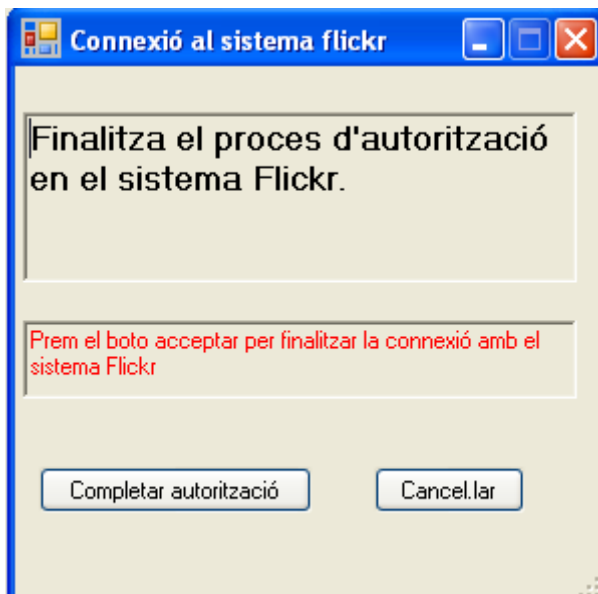 Connexió al sistema flickr
Finalitza el proces d'autorització
en el sistema Flickr.
Prem el boto acceptar per finalitzar la connexió amb el
sistema Flickr
Completar autorització
Cancel.lar